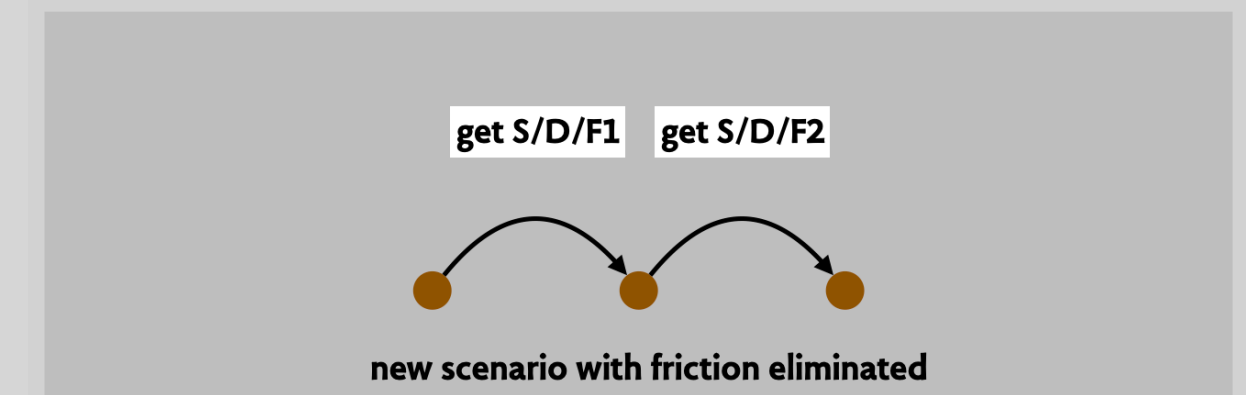 get S/D/F1 get S/D/F2
new scenario with friction eliminated